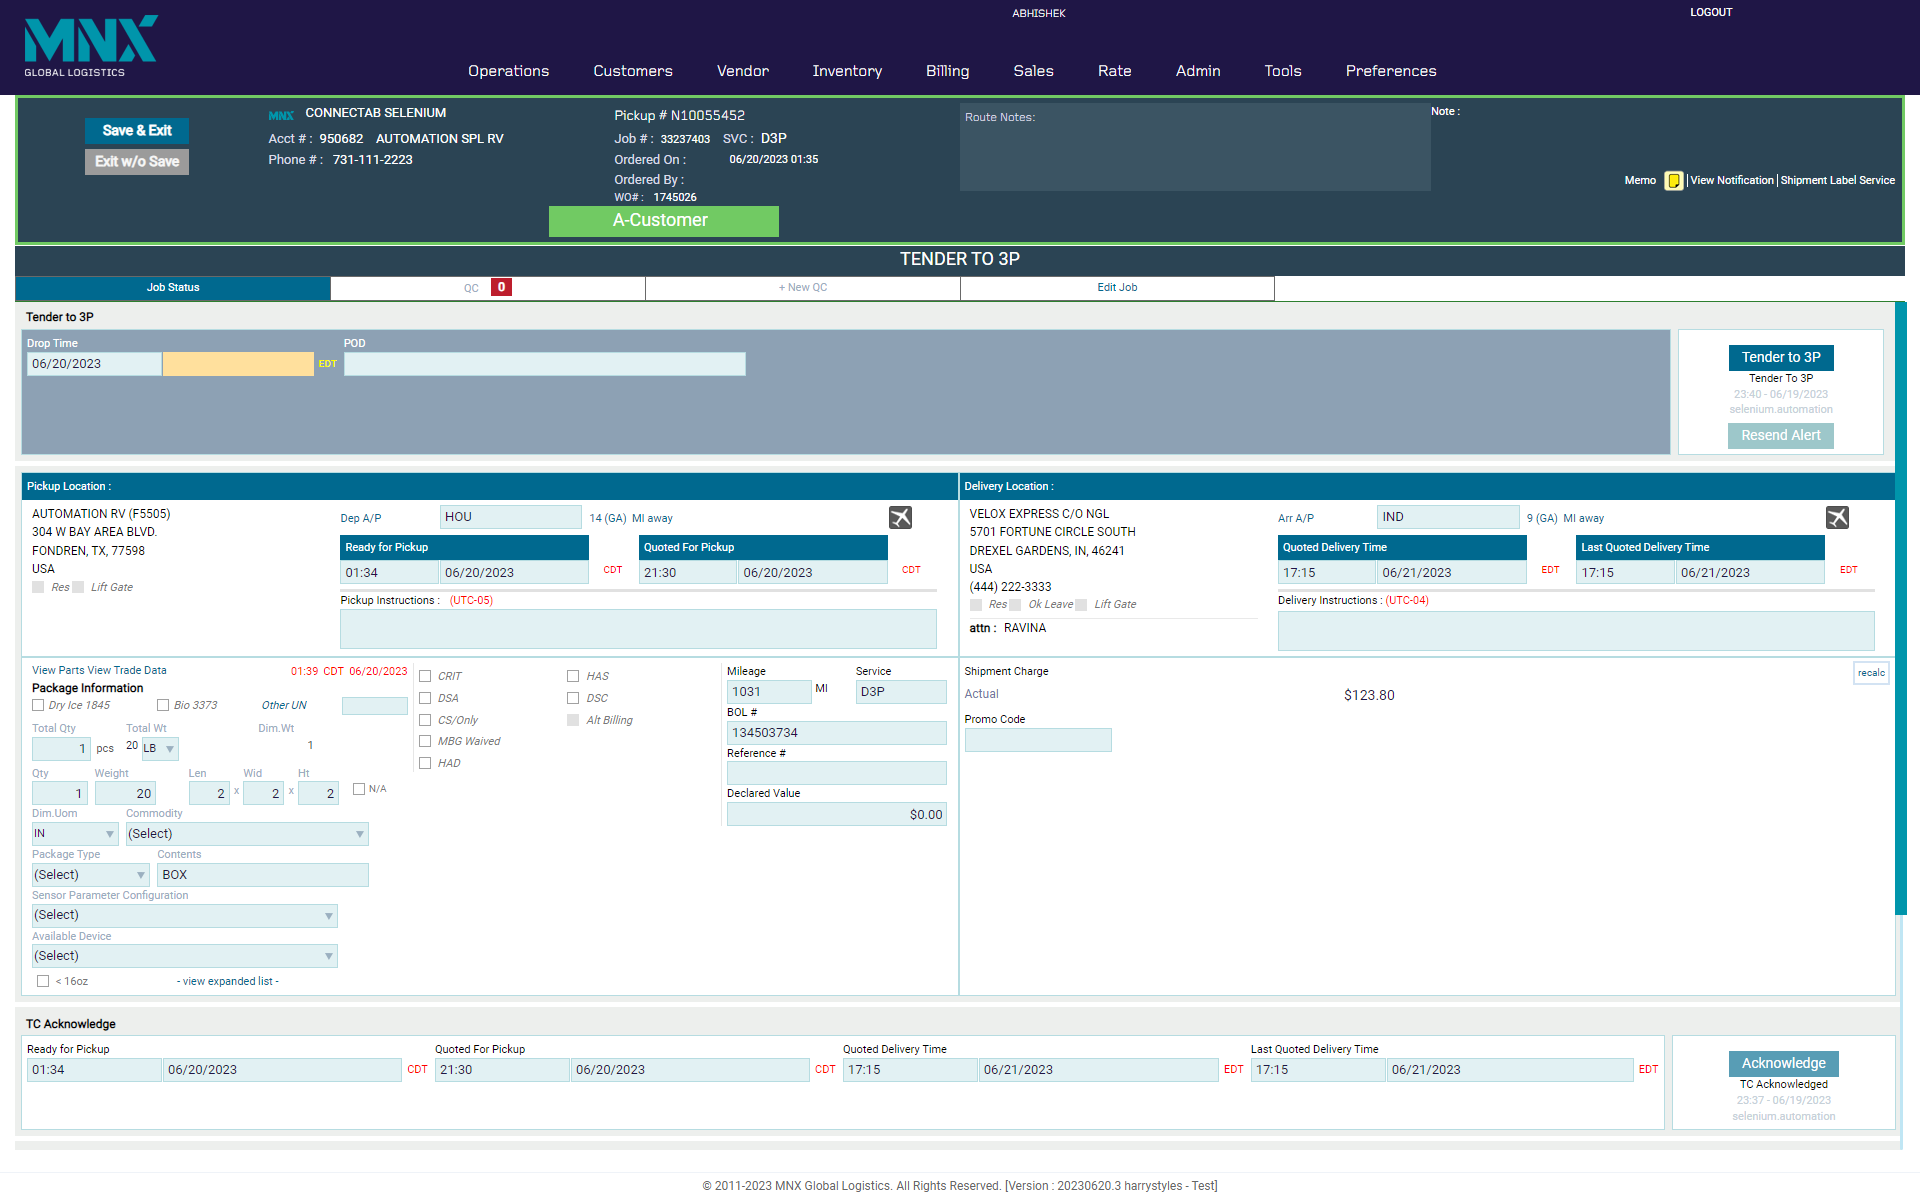 MNX
GLOBAL LOGISTICS
ABHISHEK
LOGOUT
Operations Customers Vendor Inventory Billing Sales Rate Admin Tools Preferences
Save & Exit
Exit w/o Save
MNX CONNECTAB SELENIUM
Acct # : 950682 AUTOMATION SPL RV
Phone # : 731-111-2223
Pickup # N10055452
Job # : 33237403 SVC : D3P
Ordered On : 06/20/2023 01:35
Ordered By :
WO# : 1745026
A-Customer
Route Notes:
Note :
Memo View Notification | Shipment Label Service
TENDER TO 3P
Job Status QC 0 + New QC Edit Job
Tender to 3P
Drop Time POD
06/20/2023 EDT
Tender to 3P
Tender To 3P
23:40 - 06/19/2023
selenium.automation
Resend Alert
Pickup Location :
AUTOMATION RV (F5505)
304 W BAY AREA BLVD.
FONDREN, TX, 77598
USA
Res Lift Gate
Dep A/P HOU 14 (GA) MI away
Ready for Pickup Quoted For Pickup
01:34 06/20/2023 CDT 21:30 06/20/2023 CDT
Pickup Instructions : (UTC-05)
Delivery Location :
VELOX EXPRESS C/O NGL
5701 FORTUNE CIRCLE SOUTH
DREXEL GARDENS, IN, 46241
USA
(444) 222-3333
Res Ok Leave Lift Gate
attn : RAVINA
Arr A/P IND 9 (GA) MI away
Quoted Delivery Time Last Quoted Delivery Time
17:15 06/21/2023 EDT 17:15 06/21/2023 EDT
Delivery Instructions : (UTC-04)
View Parts View Trade Data 01:39 CDT 06/20/2023
Package Information
Dry Ice 1845 Bio 3373 Other UN
Total Qty Total Wt Dim.Wt
1 pcs 20 LB 1
Qty Weight Len Wid Ht
1 20 2 x 2 x 2 N/A
Dim.Uom Commodity
IN (Select)
Package Type Contents
(Select) BOX
Sensor Parameter Configuration
(Select)
Available Device
(Select)
< 16oz - view expanded list -
CRIT HAS
DSA DSC
CS/Only Alt Billing
MBG Waived
HAD
Mileage Service
1031 MI D3P
BOL #
134503734
Reference #
Declared Value
$0.00
Shipment Charge recalc
Actual $123.80
Promo Code
TC Acknowledge
Ready for Pickup Quoted For Pickup Quoted Delivery Time Last Quoted Delivery Time
01:34 06/20/2023 CDT 21:30 06/20/2023 CDT 17:15 06/21/2023 EDT 17:15 06/21/2023 EDT
Acknowledge
TC Acknowledged
23:37 - 06/19/2023
selenium.automation
© 2011-2023 MNX Global Logistics. All Rights Reserved. [Version : 20230620.3 harrystyles - Test]